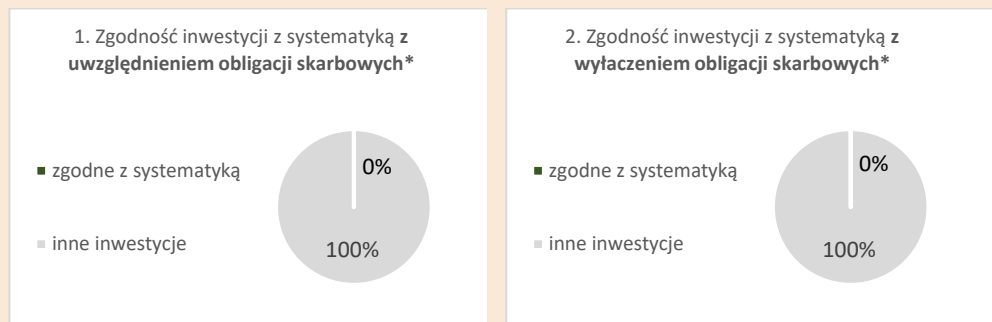 1. Zgodność inwestycji z systematyką z
uwzględnieniem obligacji skarbowych*
zgodne z systematyką
0%
inne inwestycje
100%
2. Zgodność inwestycji z systematyką z
wyłaczeniem obligacji skarbowych*
zgodne z systematyką
0%
inne inwestycje
100%